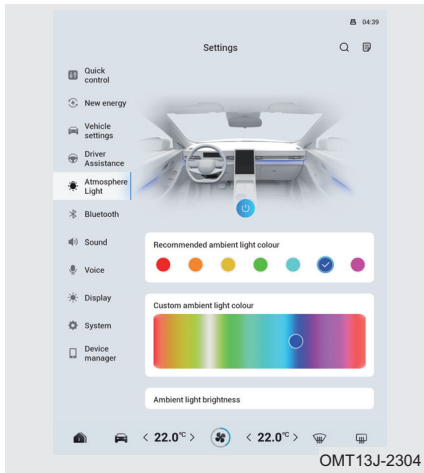 04:39
Settings
Quick
control
New energy
Vehicle
settings
Driver
Assistance
Atmosphere
Light
Bluetooth
Sound
Voice
Display
System
Device
manager
Recommended ambient light colour
Custom ambient light colour
Ambient light brightness
< 22.0°C > < 22.0°C >
OMT13J-2304